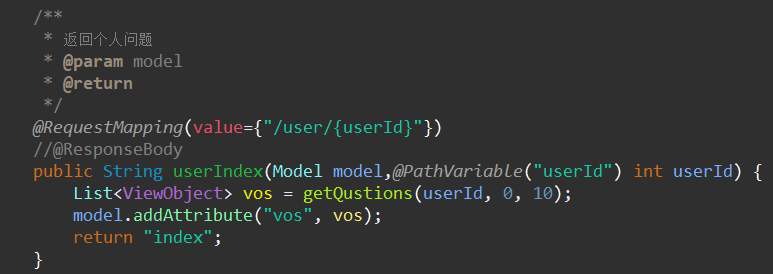 /**
 * 返回个人问题
 * @param model
 * @return
 */
@RequestMapping(value={"/user/{userId}"})
//@ResponseBody
public String userIndex(Model model,@PathVariable("userId") int userId) {
    List<ViewObject> vos = getQustions(userId, 0, 10);
    model.addAttribute("vos", vos);
    return "index";
}